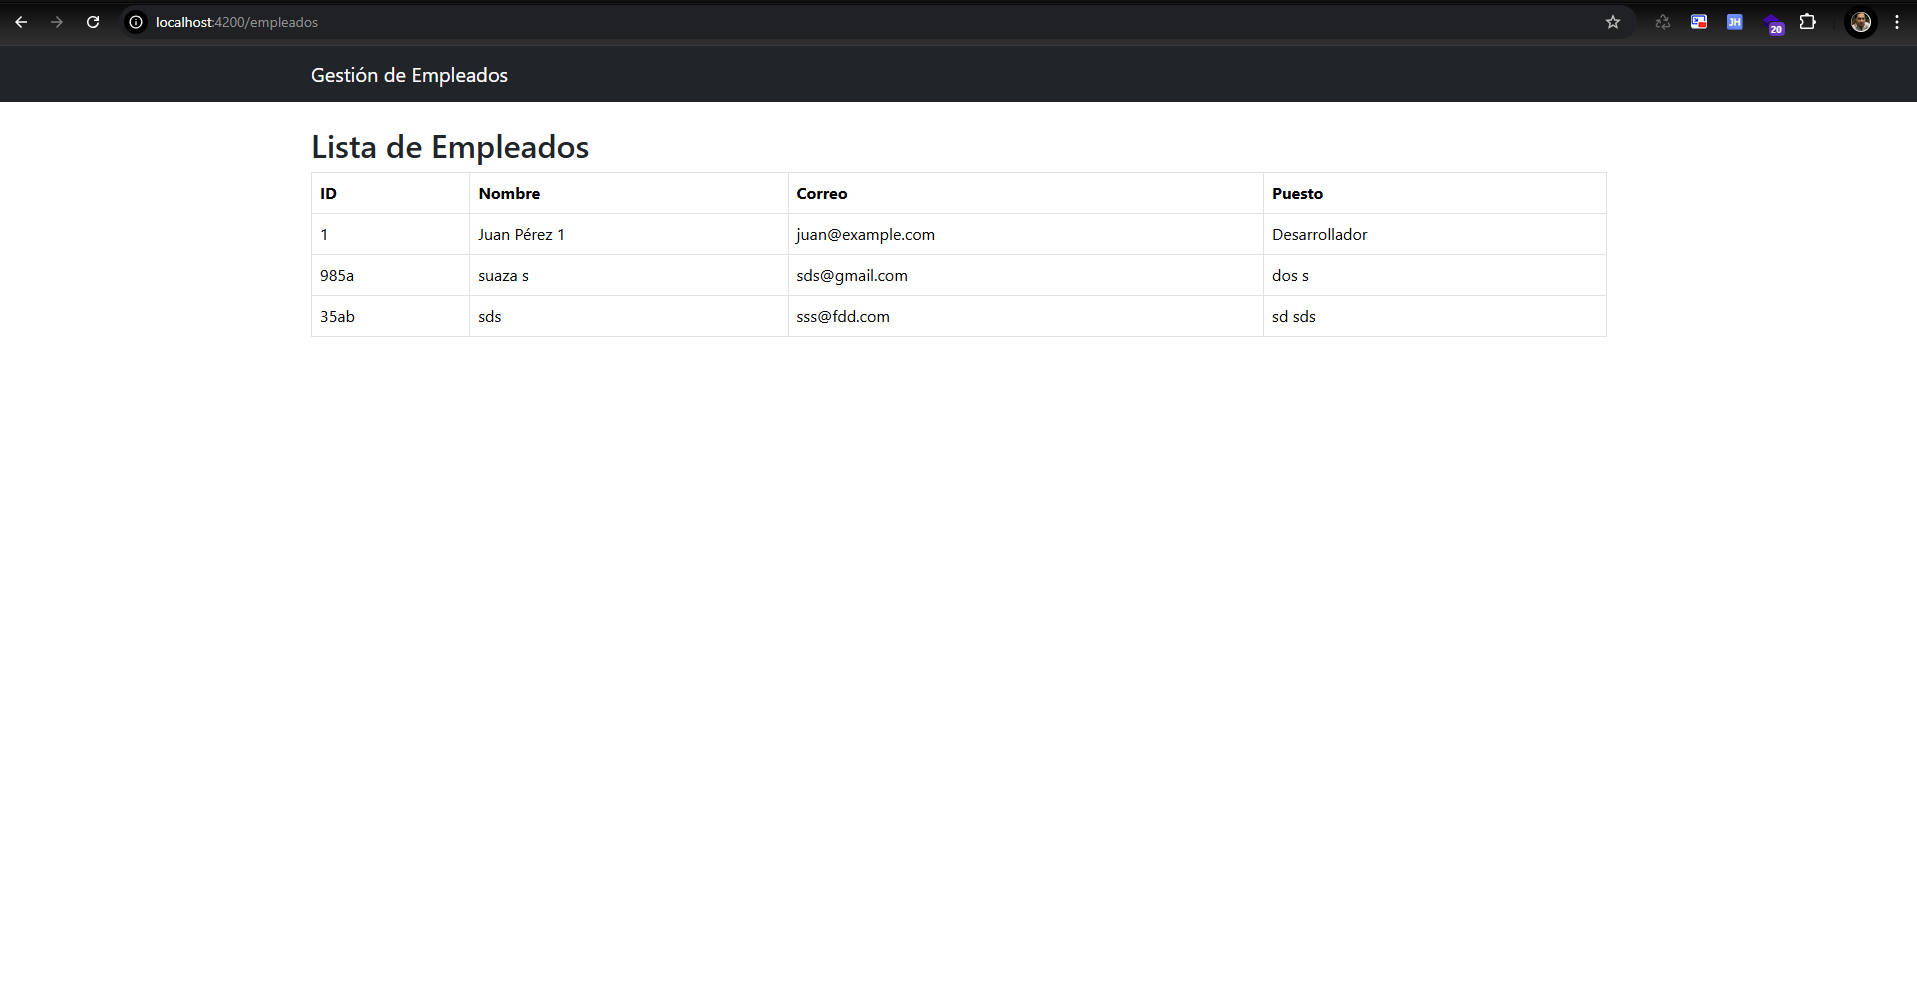 localhost:4200/empleados
JH
20
Gestión de Empleados
Lista de Empleados
ID Nombre Correo Puesto
1 Juan Pérez 1 juan@example.com Desarrollador
985a suaza s sds@gmail.com dos s
35ab sds sss@fdd.com sd sds